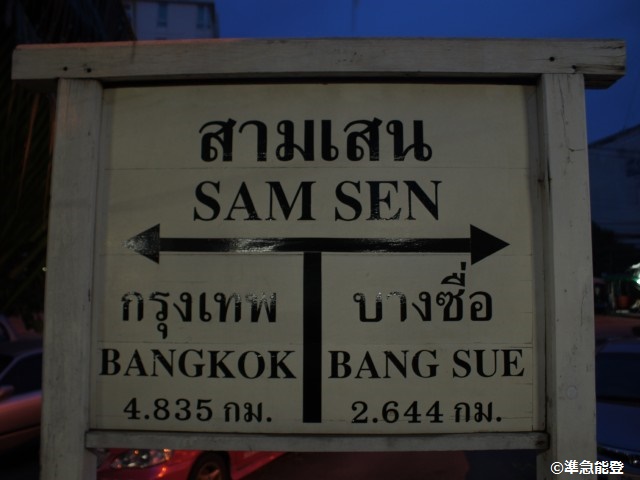 สามเสน
SAM SEN
กรุงเทพ
BANGKOK
4.835 กม.
บางซื่อ
BANG SUE
2.644 กม.
©準急能登